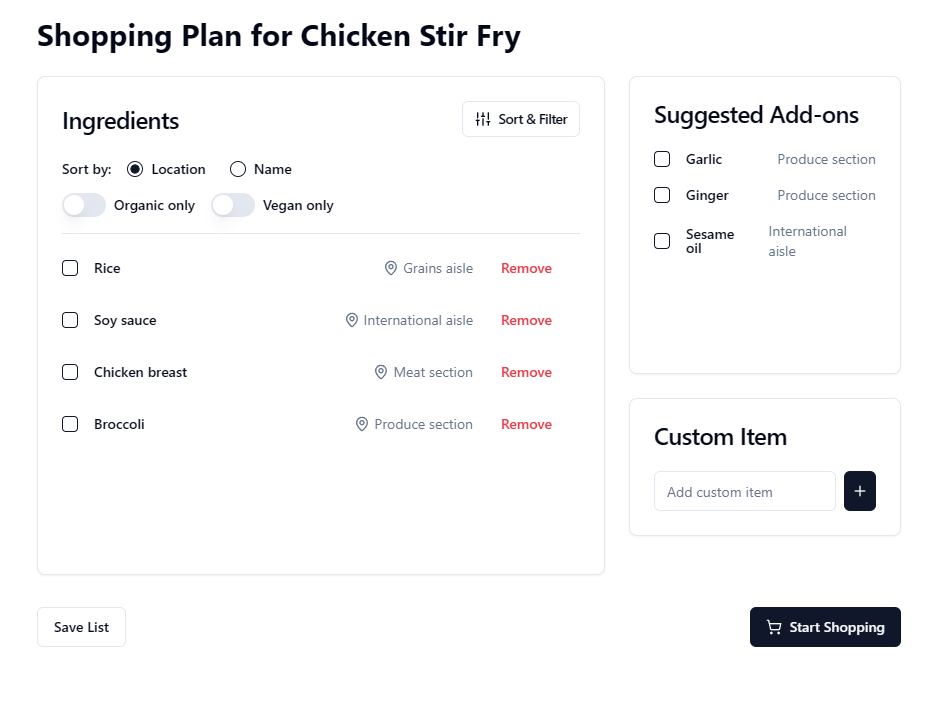 Shopping Plan for Chicken Stir Fry
Ingredients
Sort & Filter
Sort by: Location Name
Organic only Vegan only
Rice Grains aisle Remove
Soy sauce International aisle Remove
Chicken breast Meat section Remove
Broccoli Produce section Remove
Suggested Add-ons
Garlic Produce section
Ginger Produce section
Sesame
oil
International
aisle
Custom Item
Add custom item
Save List
Start Shopping